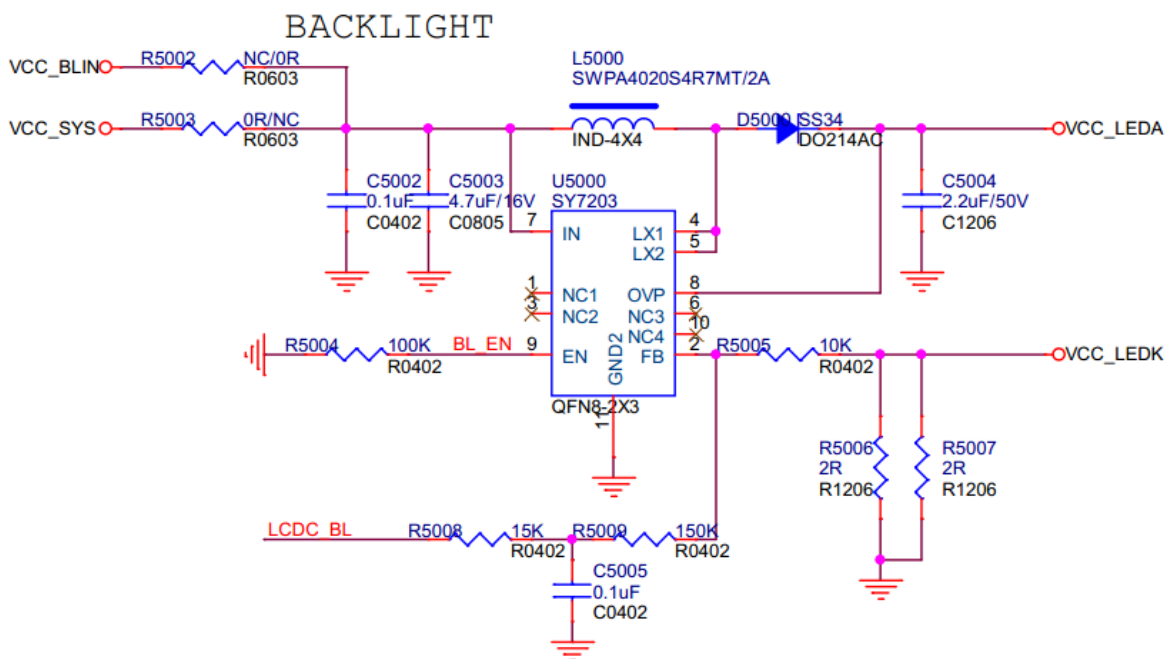 BACKLIGHT
VCC_BLIN
R5002
NC/0R
R0603
VCC_SYS
R5003
0R/NC
R0603
L5000
SWPA4020S4R7MT/2A
IND-4X4
D5000
SS34
DO214AC
VCC_LEDA
C5002
0.1uF
C0402
C5003
4.7uF/16V
C0805
U5000
SY7203
C5004
2.2uF/50V
C1206
7
IN
LX1
4
LX2
5
1
NC1
OVP
8
3
NC2
NC3
6
NC4
10
R5004
100K
R0402
BL_EN
9
EN
GND2
FB
2
R5005
10K
R0402
VCC_LEDK
QFN8-2X3
11
R5006
2R
R1206
R5007
2R
R1206
LCDC_BL
R5008
15K
R0402
R5009
150K
R0402
C5005
0.1uF
C0402